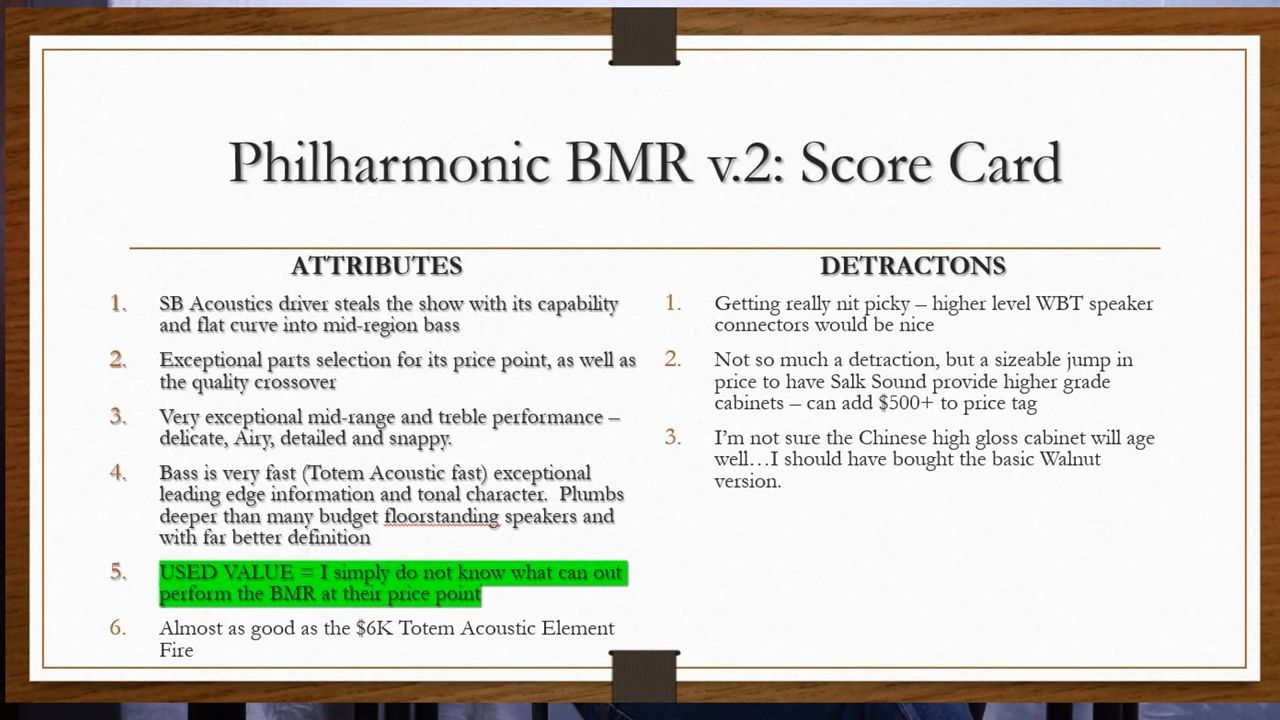 Philharmonic BMR v.2: Score Card
ATTRIBUTES
1. SB Acoustics driver steals the show with its capability
and flat curve into mid-region bass
2. Exceptional parts selection for its price point, as well as
the quality crossover
3. Very exceptional mid-range and treble performance –
delicate, Airy, detailed and snappy.
4. Bass is very fast (Totem Acoustic fast) exceptional
leading edge information and tonal character.  Plumbs
deeper than many budget floorstanding speakers and
with far better definition
5. USED VALUE = I simply do not know what can out
perform the BMR at their price point
6. Almost as good as the $6K Totem Acoustic Element
Fire
DETRACTONS
1. Getting really nit picky – higher level WBT speaker
connectors would be nice
2. Not so much a detraction, but a sizeable jump in
price to have Salk Sound provide higher grade
cabinets – can add $500+ to price tag
3. I'm not sure the Chinese high gloss cabinet will age
well…I should have bought the basic Walnut
version.